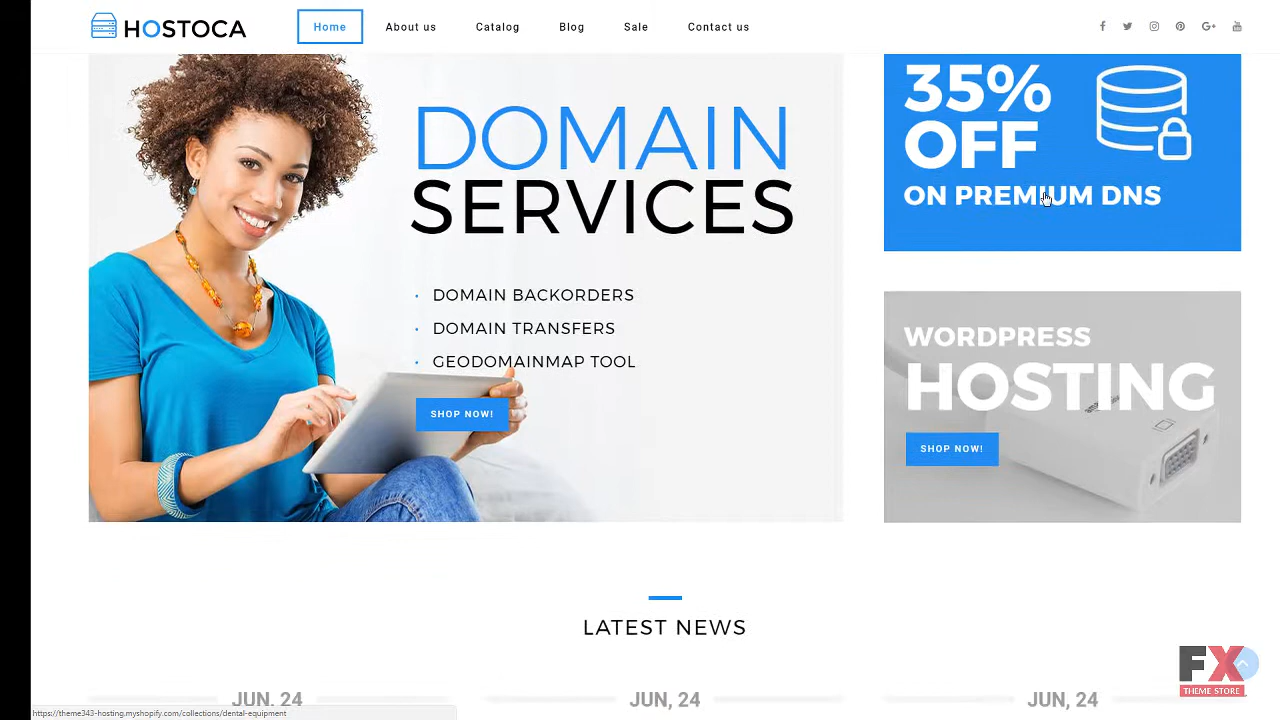 HOSTOCA
Home
About us
Catalog
Blog
Sale
Contact us
DOMAIN
SERVICES
DOMAIN BACKORDERS
DOMAIN TRANSFERS
GEODOMAINMAP TOOL
SHOP NOW!
35%
OFF
ON PREMIUM DNS
WORDPRESS
HOSTING
SHOP NOW!
LATEST NEWS
JUN, 24
JUN, 24
JUN, 24
FX
THEME STORE
https://theme343-hosting.myshopify.com/collections/dental-equipment